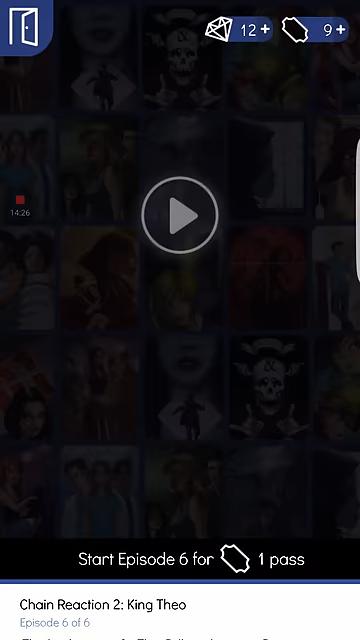 12 +
9 +
14:26
Start Episode 6 for 1 pass
Chain Reaction 2: King Theo
Episode 6 of 6